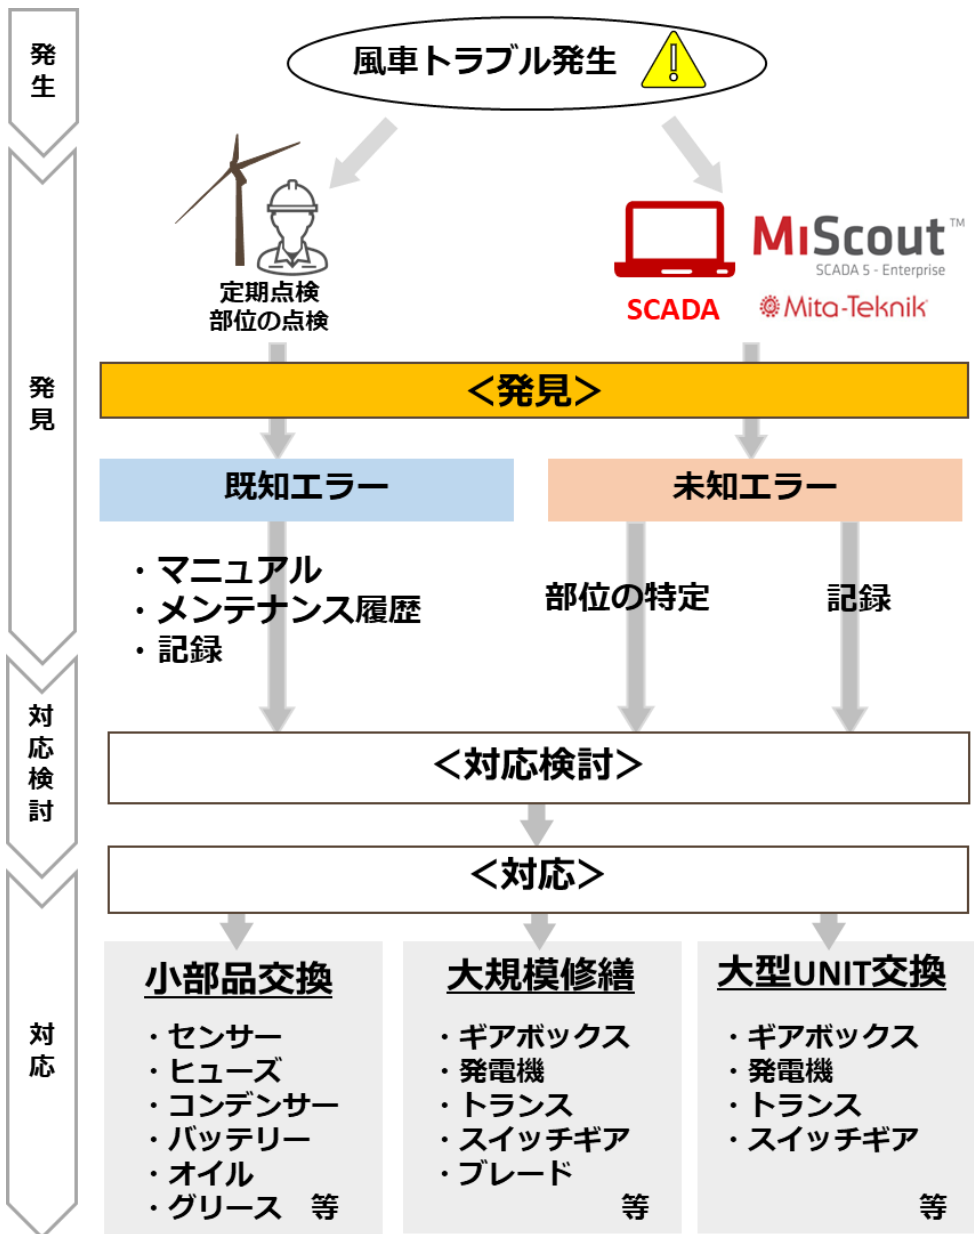 発生
風車トラブル発生
発見
定期点検
部位の点検
SCADA
MiScout™
SCADA 5 - Enterprise
Mita-Teknik
＜発見＞
既知エラー
未知エラー
・マニュアル
・メンテナンス履歴
・記録
部位の特定
記録
対応検討
＜対応検討＞
＜対応＞
対応
小部品交換
・センサー
・ヒューズ
・コンデンサー
・バッテリー
・オイル
・グリース 等
大規模修繕
・ギアボックス
・発電機
・トランス
・スイッチギア
・ブレード
等
大型UNIT交換
・ギアボックス
・発電機
・トランス
・スイッチギア
等